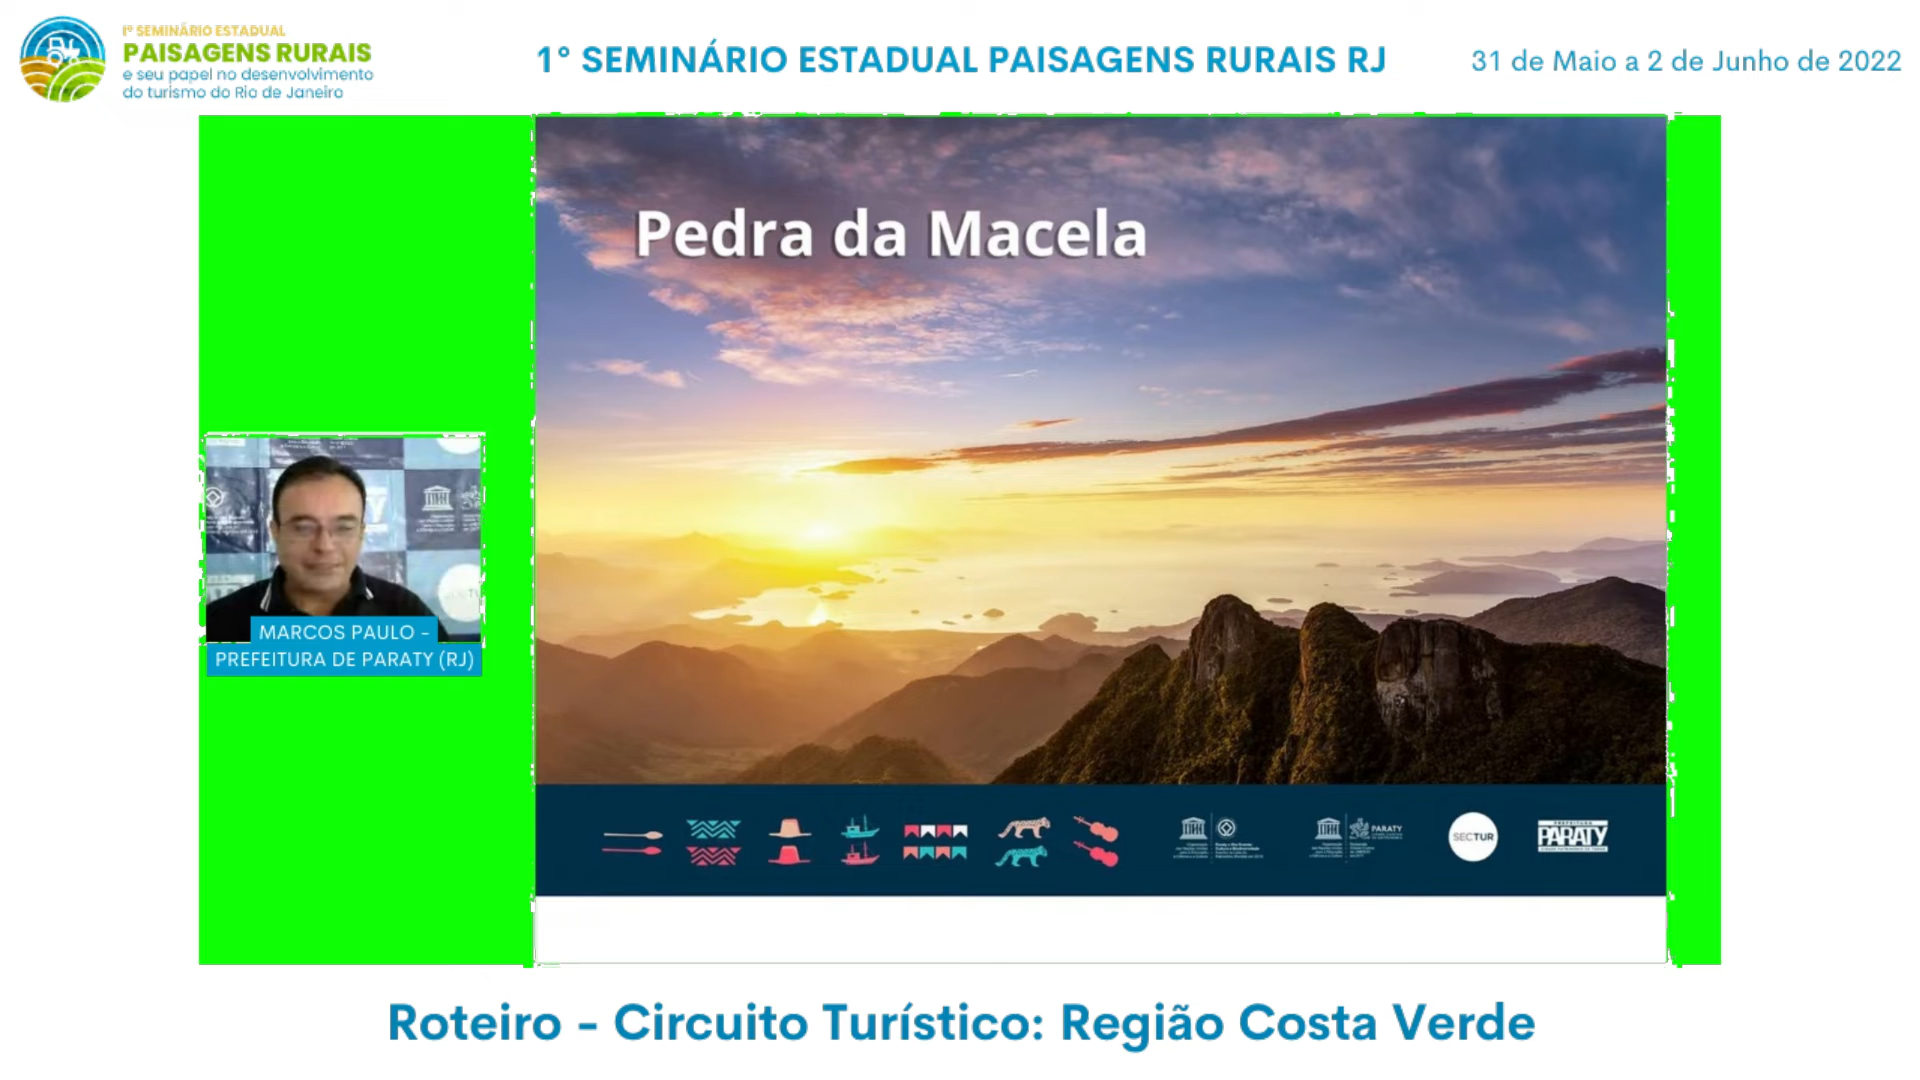 1º SEMINÁRIO ESTADUAL
PAISAGENS RURAIS
e seu papel no desenvolvimento
do turismo do Rio de Janeiro
1° SEMINÁRIO ESTADUAL PAISAGENS RURAIS RJ
31 de Maio a 2 de Junho de 2022
Pedra da Macela
MARCOS PAULO -
PREFEITURA DE PARATY (RJ)
PARATY
SECTUR
PREFEITURA
PARATY
Roteiro - Circuito Turístico: Região Costa Verde